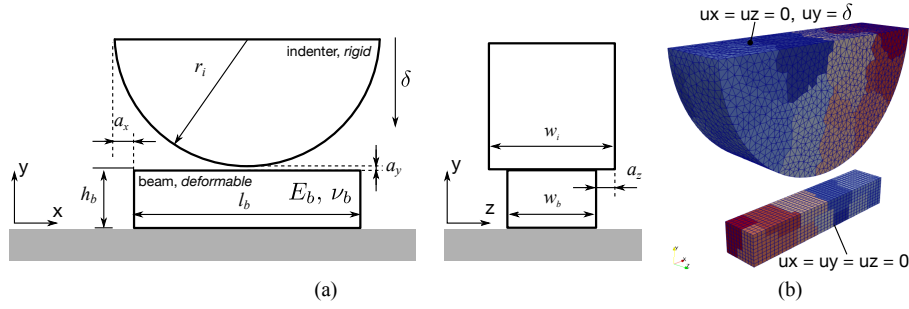 indenter, rigid
r_i
δ
a_x
a_y
y
x
h_b
beam, deformable
E_b, ν_b
l_b
w_i
a_z
y
z
w_b
(a)
ux = uz = 0, uy = δ
ux = uy = uz = 0
(b)